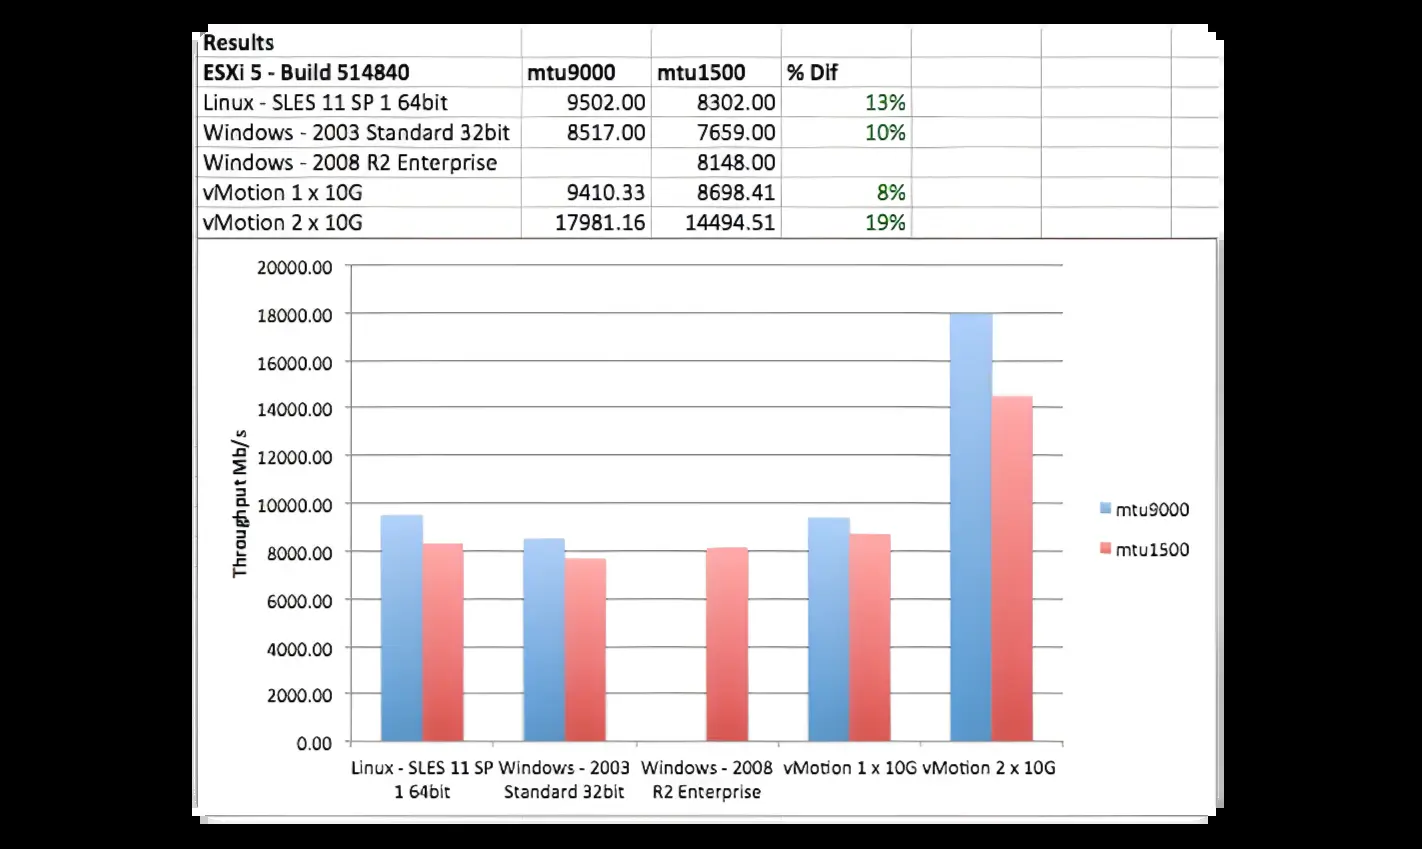 Results
ESXi 5 - Build 514840 mtu9000 mtu1500 % Dif
Linux - SLES 11 SP 1 64bit 9502.00 8302.00 13%
Windows - 2003 Standard 32bit 8517.00 7659.00 10%
Windows - 2008 R2 Enterprise 8148.00
vMotion 1 x 10G 9410.33 8698.41 8%
vMotion 2 x 10G 17981.16 14494.51 19%
20000.00
18000.00
16000.00
14000.00
12000.00
10000.00
8000.00
6000.00
4000.00
2000.00
0.00
Throughput Mb/s
mtu9000
mtu1500
Linux - SLES 11 SP Windows - 2003 Windows - 2008 vMotion 1 x 10G vMotion 2 x 10G
1 64bit Standard 32bit R2 Enterprise